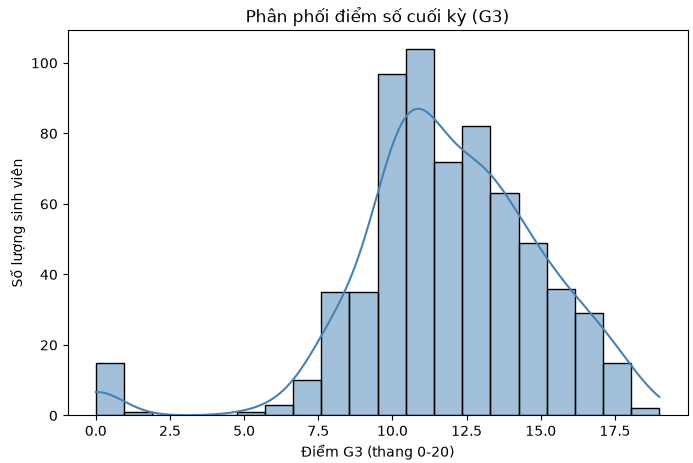 Phân phối điểm số cuối kỳ (G3)
Số lượng sinh viên
100
80
60
40
20
0
0.0 2.5 5.0 7.5 10.0 12.5 15.0 17.5
Điểm G3 (thang 0-20)